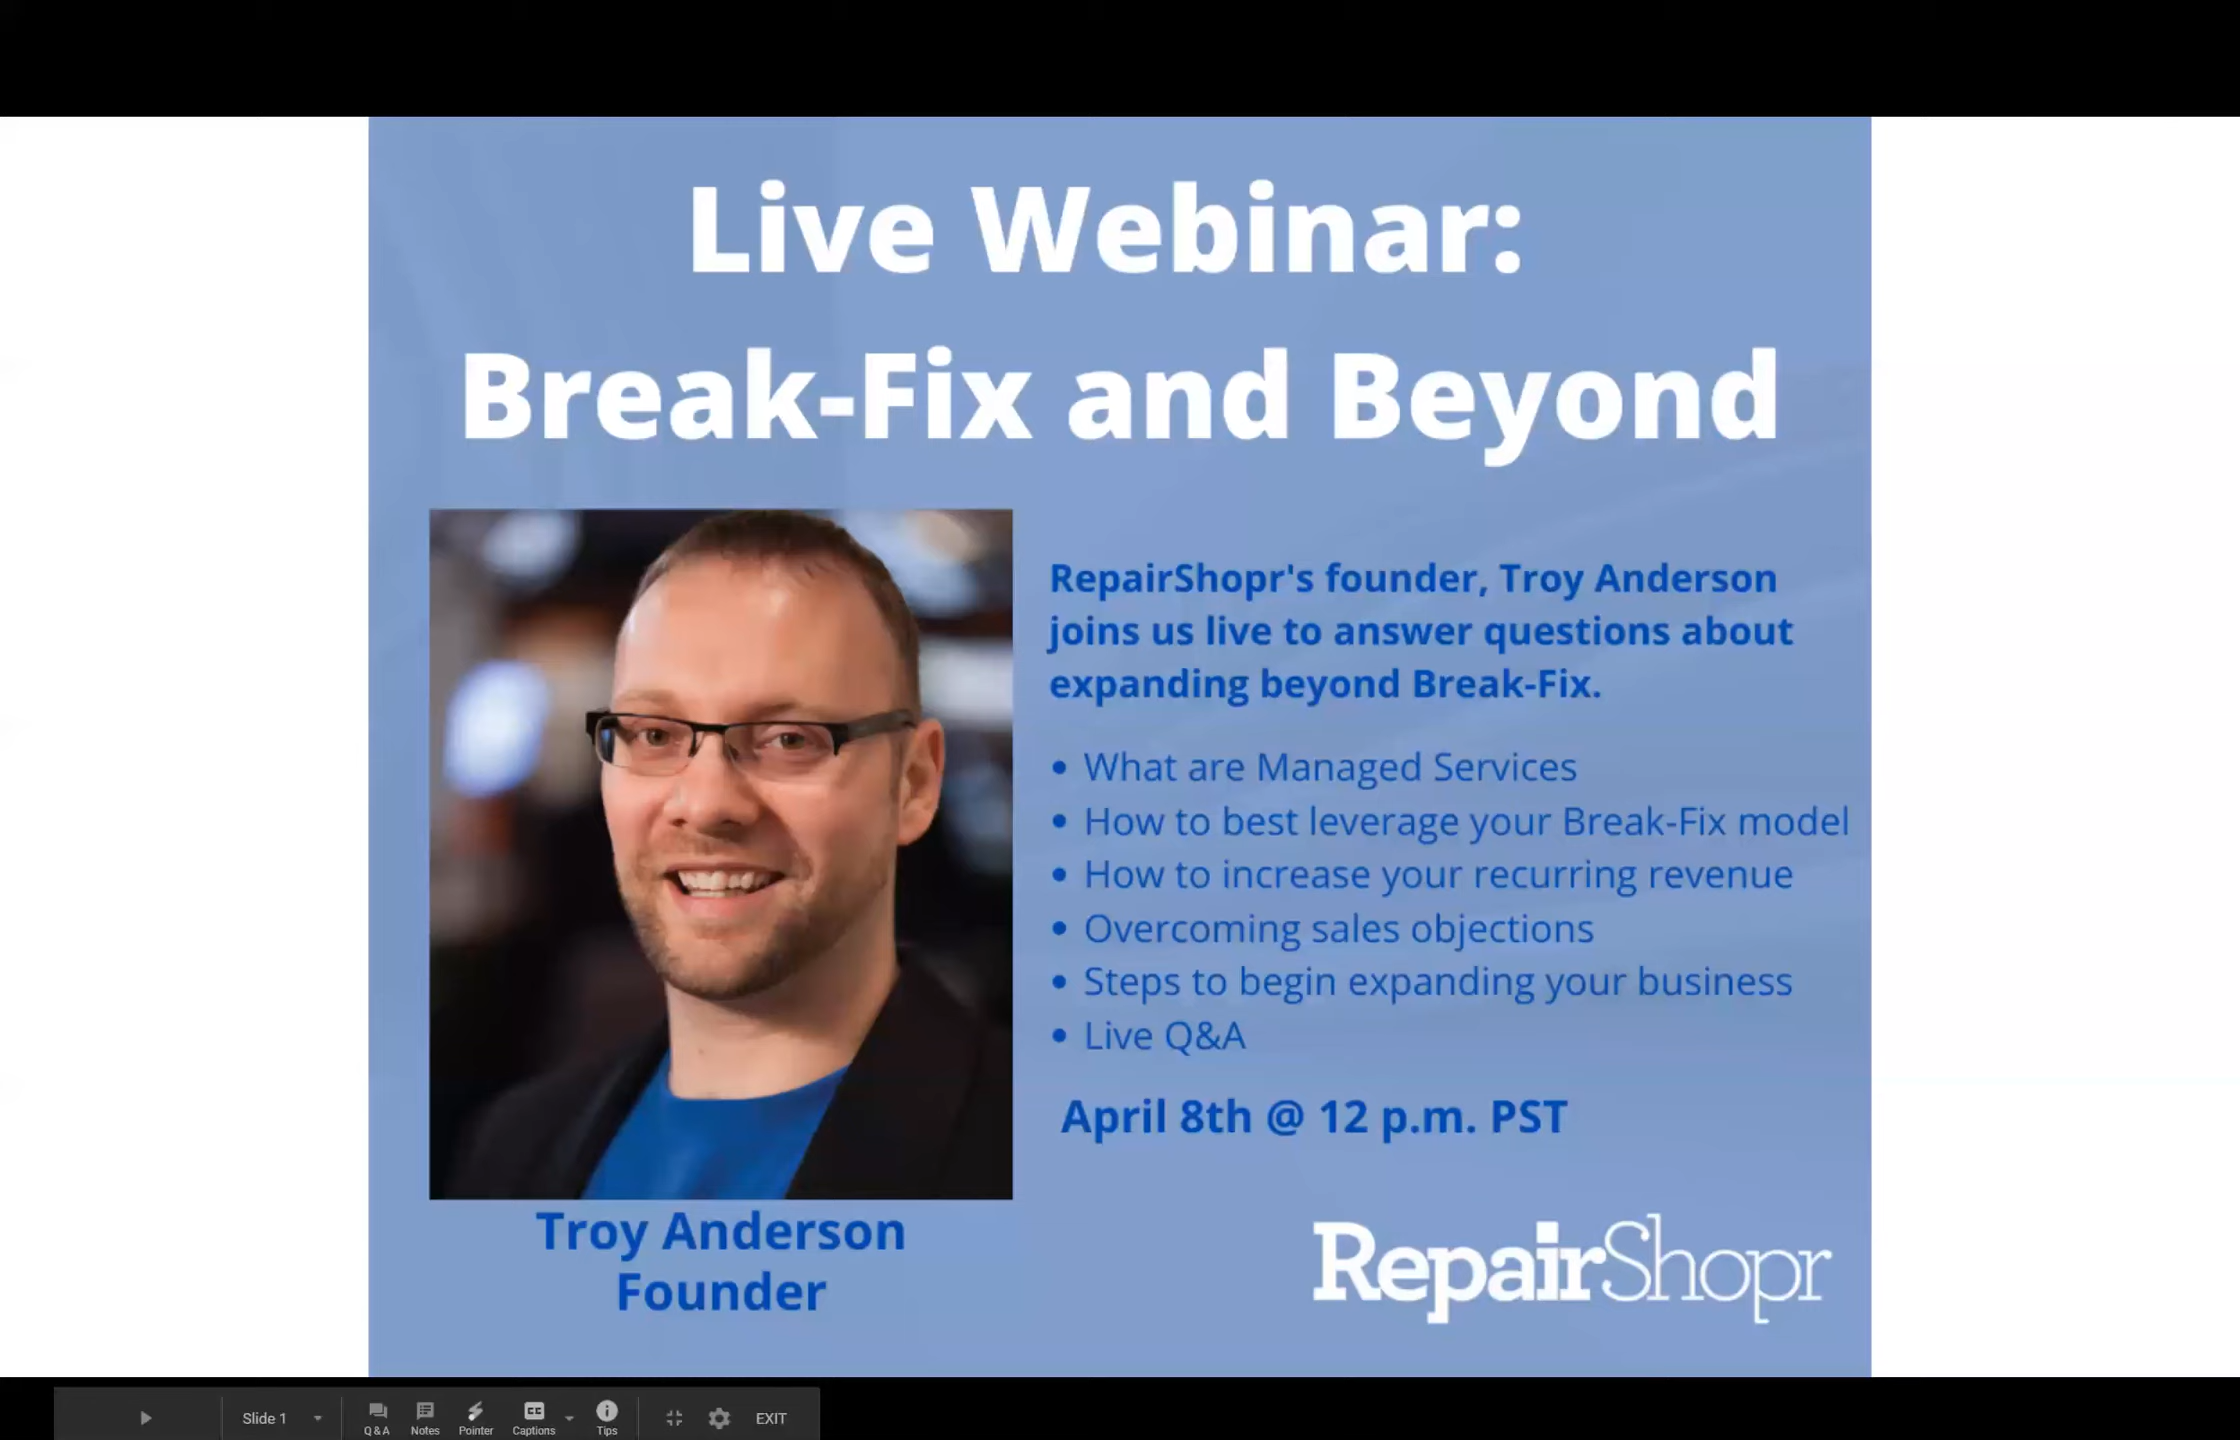 Live Webinar:
Break-Fix and Beyond
RepairShopr's founder, Troy Anderson
joins us live to answer questions about
expanding beyond Break-Fix.
• What are Managed Services
• How to best leverage your Break-Fix model
• How to increase your recurring revenue
• Overcoming sales objections
• Steps to begin expanding your business
• Live Q&A
April 8th @ 12 p.m. PST
Troy Anderson
Founder
RepairShopr
Slide 1
Q&A
Notes
Pointer
CC
Captions
Tips
EXIT